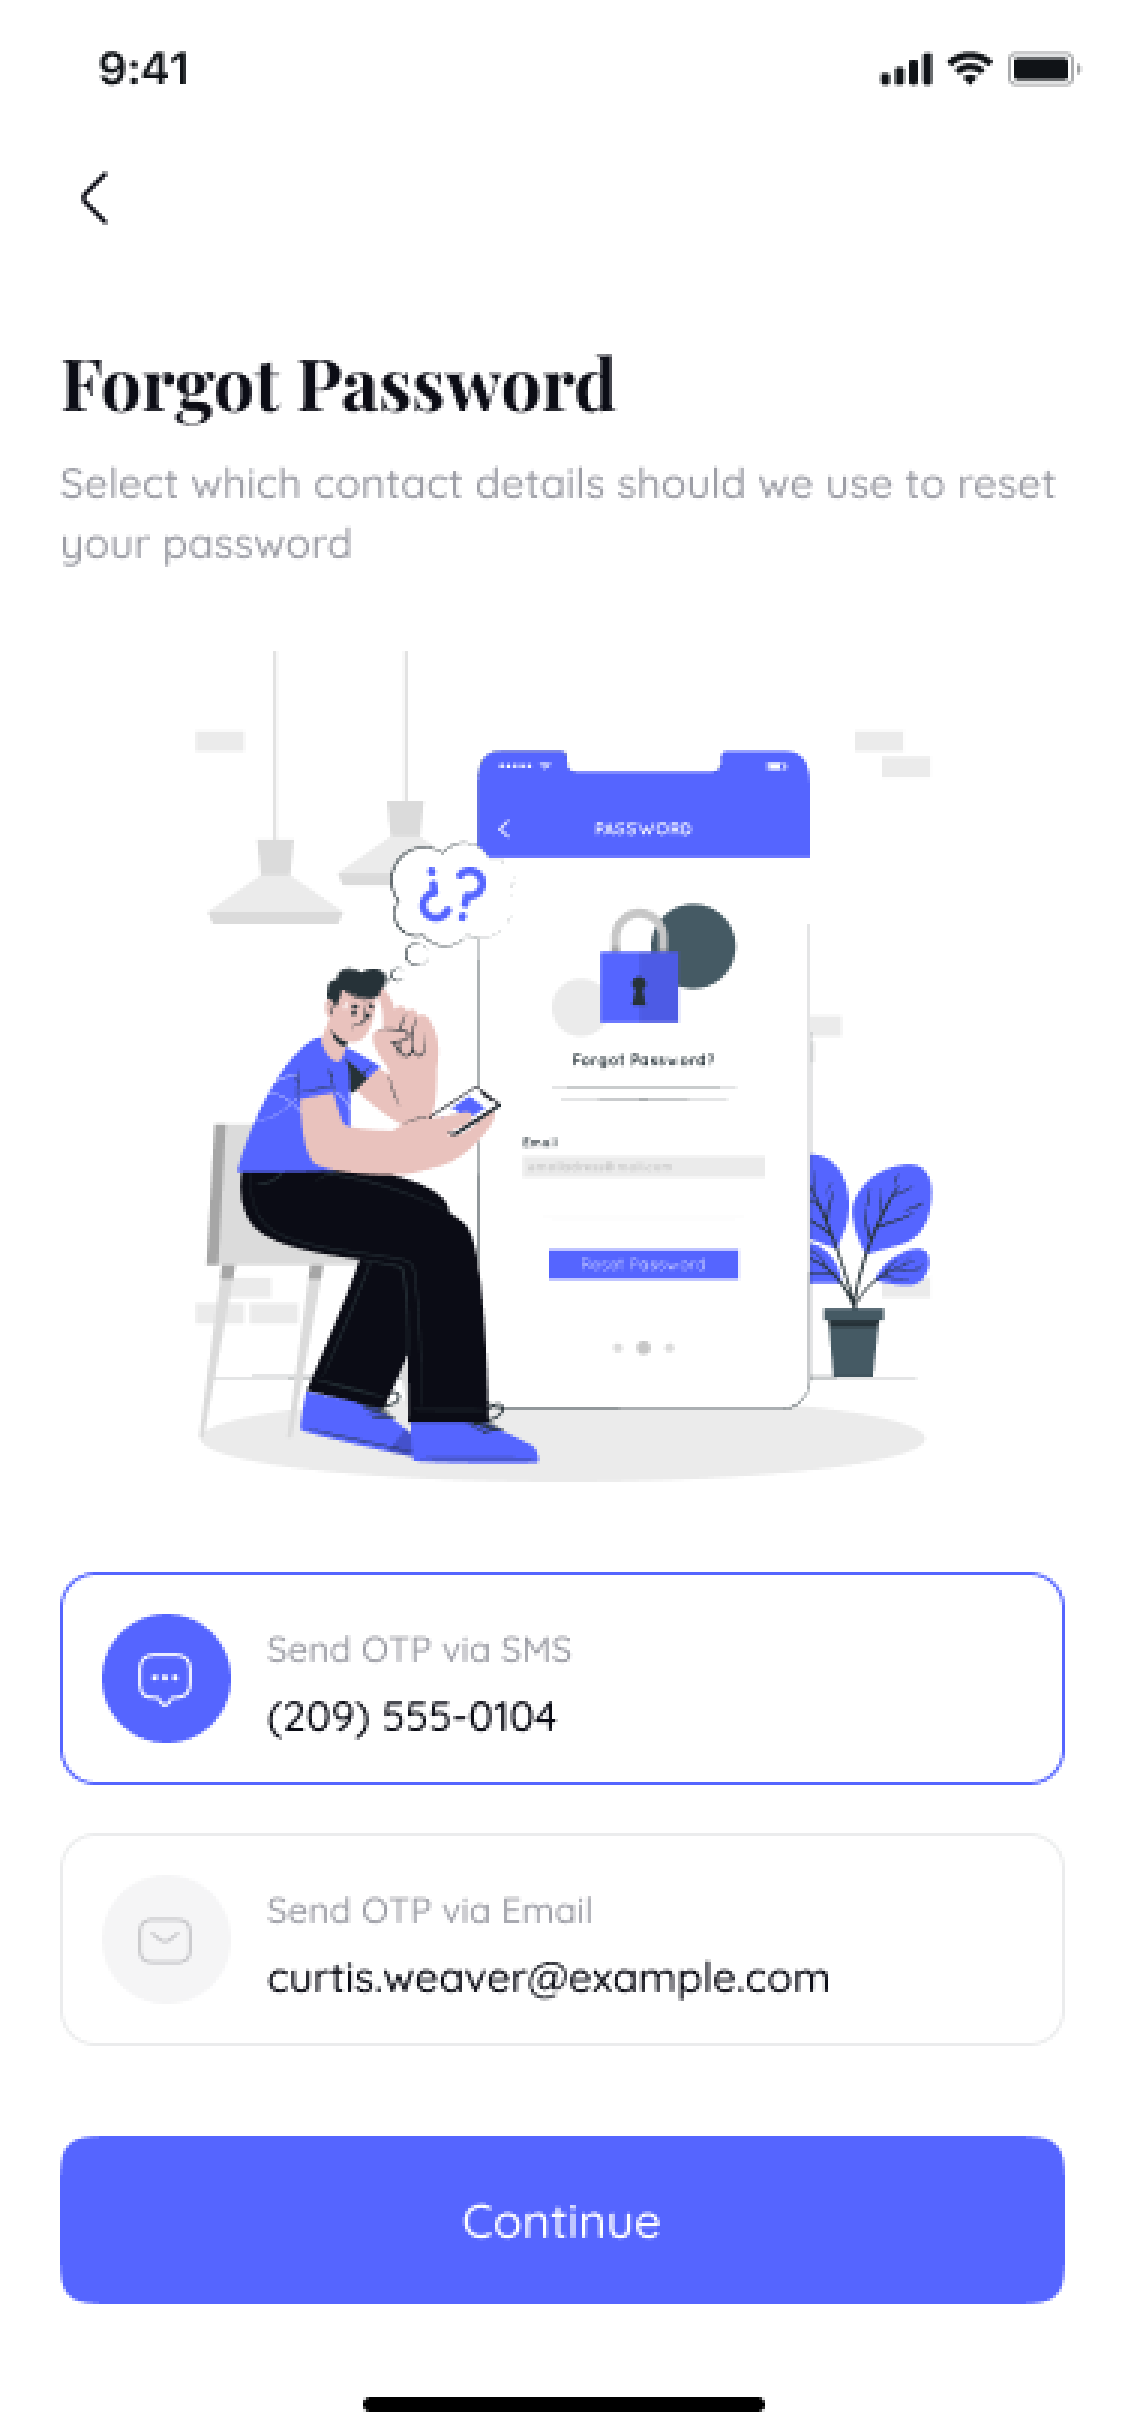 9:41
Forgot Password
Select which contact details should we use to reset
your password
PASSWORD
¿?
Forgot Password?
Email
Reset Password
Send OTP via SMS
(209) 555-0104
Send OTP via Email
curtis.weaver@example.com
Continue